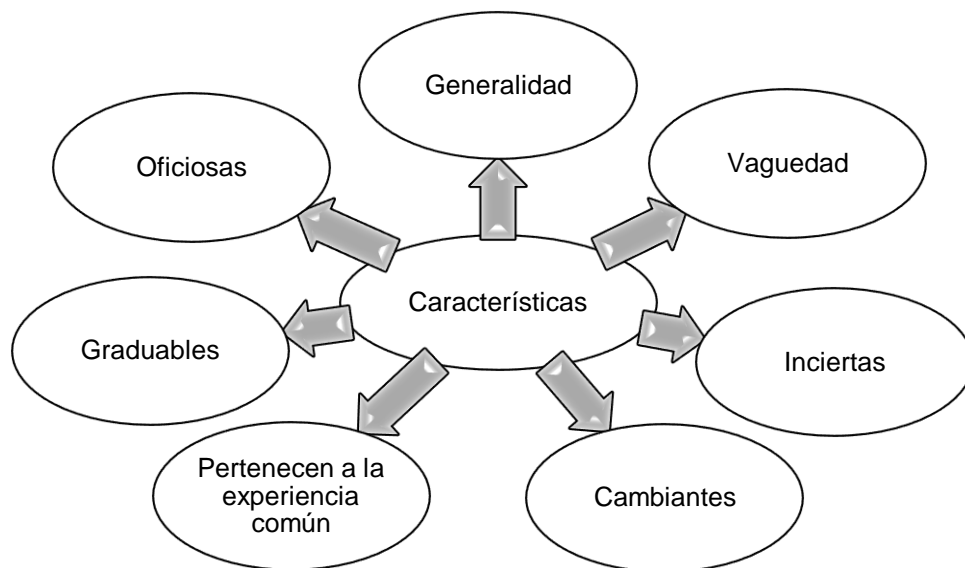 Generalidad
Oficiosas
Vaguedad
Características
Graduables
Inciertas
Pertenecen a la
experiencia
común
Cambiantes